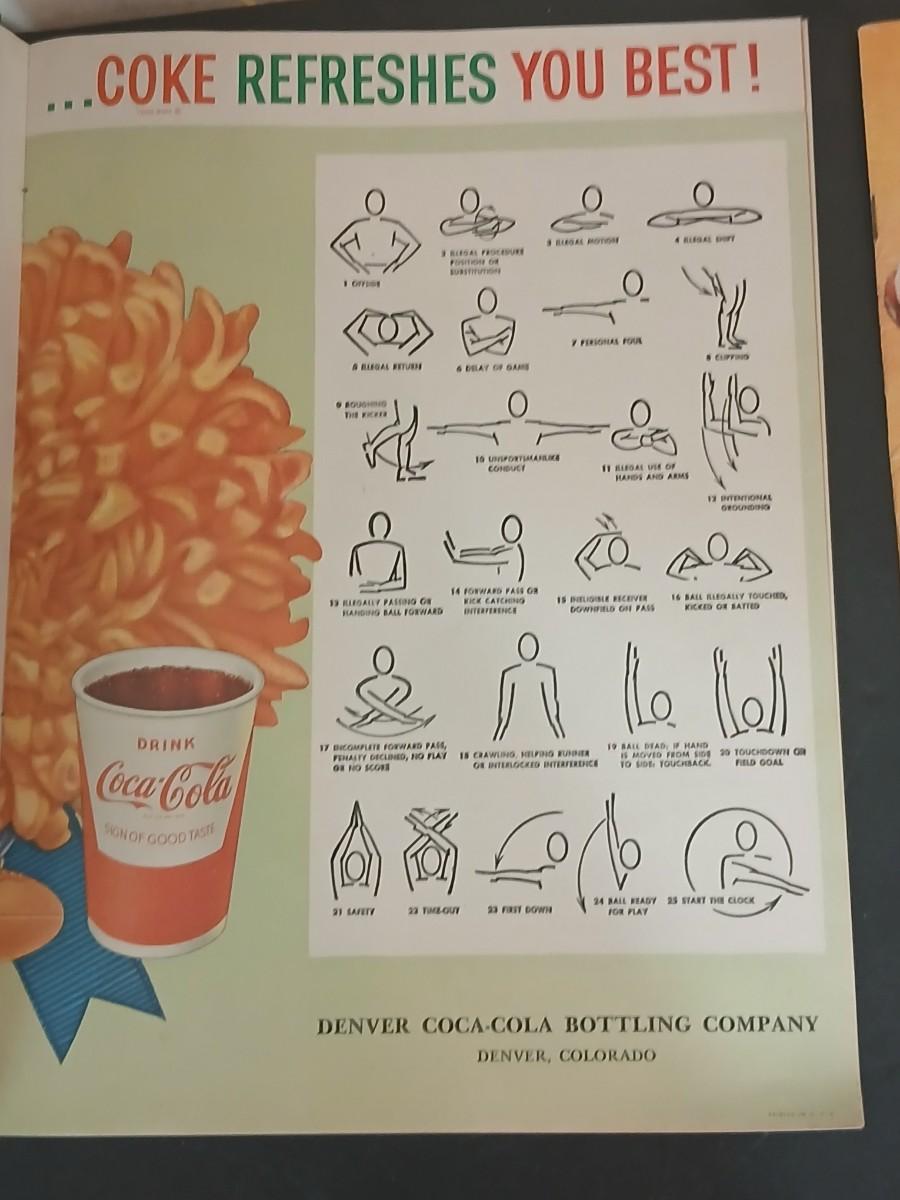 ...COKE REFRESHES YOU BEST!
1 OFFSIDE
2 ILLEGAL PROCEDURE
POSITION OR
SUBSTITUTION
3 ILLEGAL MOTION
4 ILLEGAL SHIFT
5 ILLEGAL RETURN
6 DELAY OF GAME
7 PERSONAL FOUL
8 CLIPPING
9 ROUGHING
THE KICKER
10 UNSPORTSMANLIKE
CONDUCT
11 ILLEGAL USE OF
HANDS AND ARMS
12 INTENTIONAL
GROUNDING
13 ILLEGALLY PASSING OR
HANDING BALL FORWARD
14 FORWARD PASS OR
KICK CATCHING
INTERFERENCE
15 INELIGIBLE RECEIVER
DOWNFIELD ON PASS
16 BALL ILLEGALLY TOUCHED,
KICKED OR BATTED
17 INCOMPLETE FORWARD PASS,
PENALTY DECLINED, NO PLAY
OR NO SCORE
18 CRAWLING, HELPING RUNNER
OR INTERLOCKED INTERFERENCE
19 BALL DEAD; IF HAND
IS MOVED FROM SIDE
TO SIDE: TOUCHBACK.
20 TOUCHDOWN OR
FIELD GOAL
DRINK
Coca-Cola
SIGN OF GOOD TASTE
21 SAFETY
22 TIME-OUT
23 FIRST DOWN
24 BALL READY
FOR PLAY
25 START THE CLOCK
DENVER COCA-COLA BOTTLING COMPANY
DENVER, COLORADO